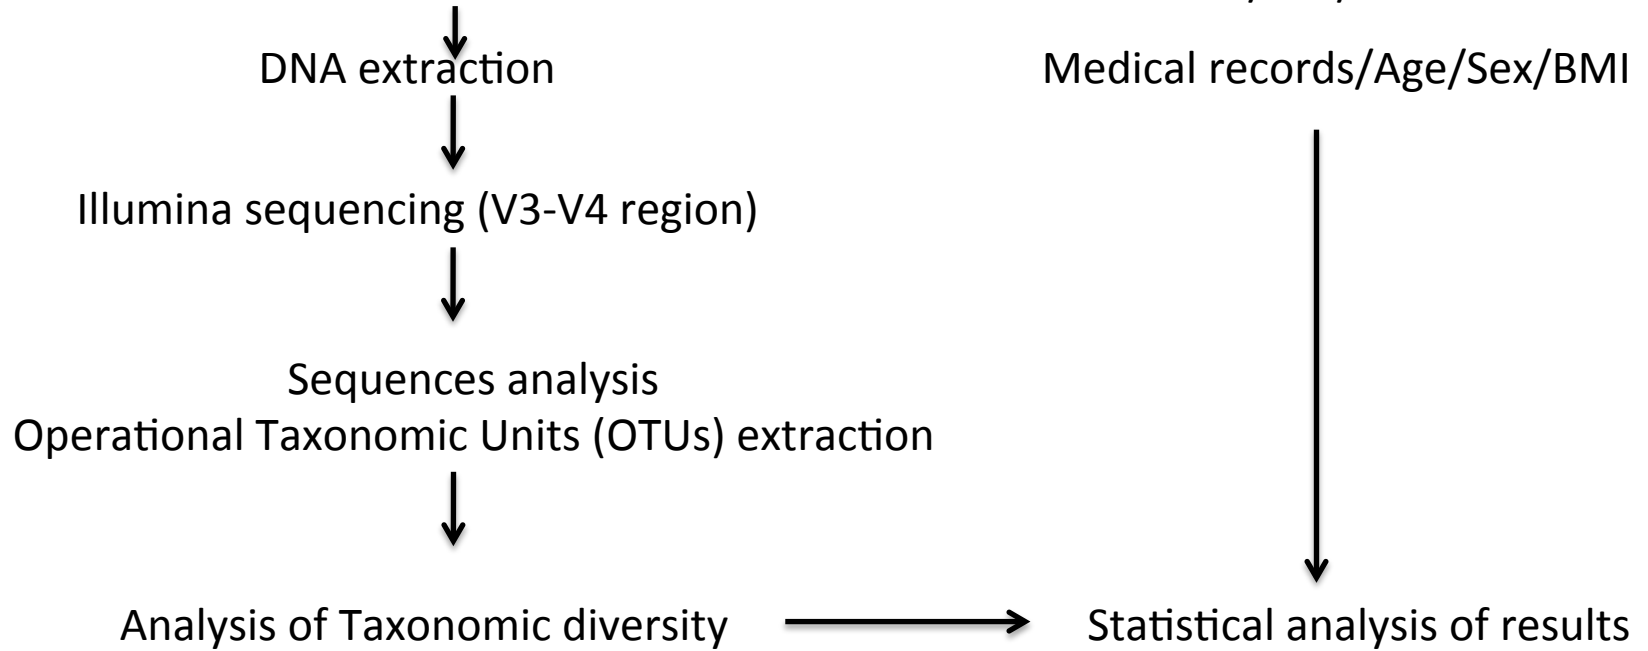 DNA extraction
Medical records/Age/Sex/BMI
Illumina sequencing (V3-V4 region)
Sequences analysis
Operational Taxonomic Units (OTUs) extraction
Analysis of Taxonomic diversity
Statistical analysis of results